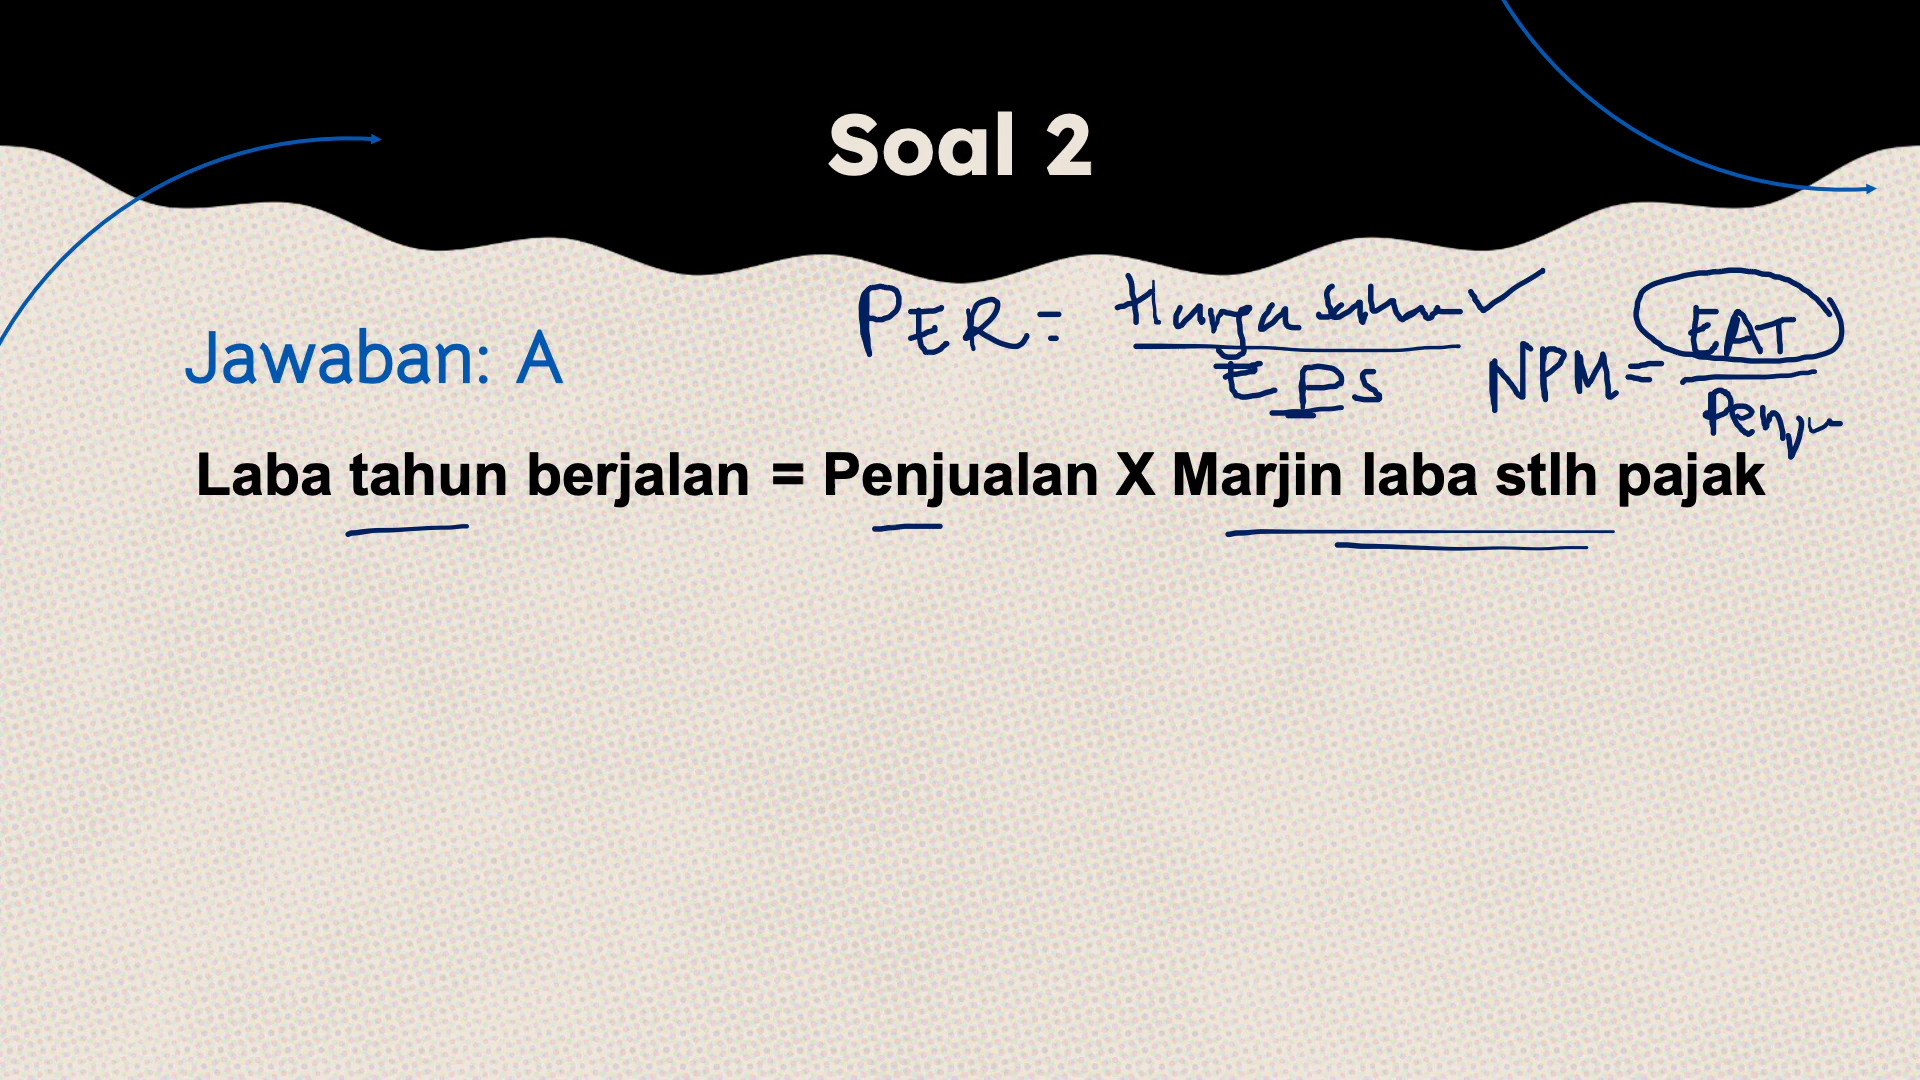 Soal 2
PER = Harga Saham
EPS
NPM = EAT
Penju
Jawaban: A
Laba tahun berjalan = Penjualan X Marjin laba stlh pajak